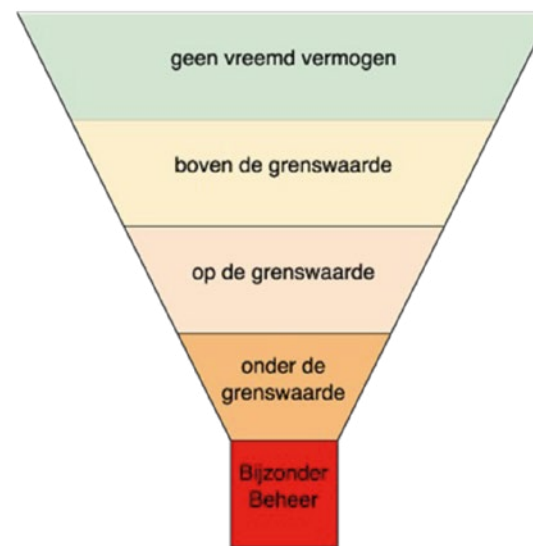 geen vreemd vermogen
boven de grenswaarde
op de grenswaarde
onder de
grenswaarde
Bijzonder
Beheer